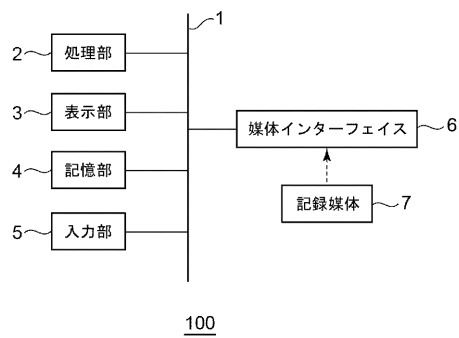 1
2 処理部
3 表示部
媒体インターフェイス 6
4 記憶部
記録媒体 7
5 入力部
100